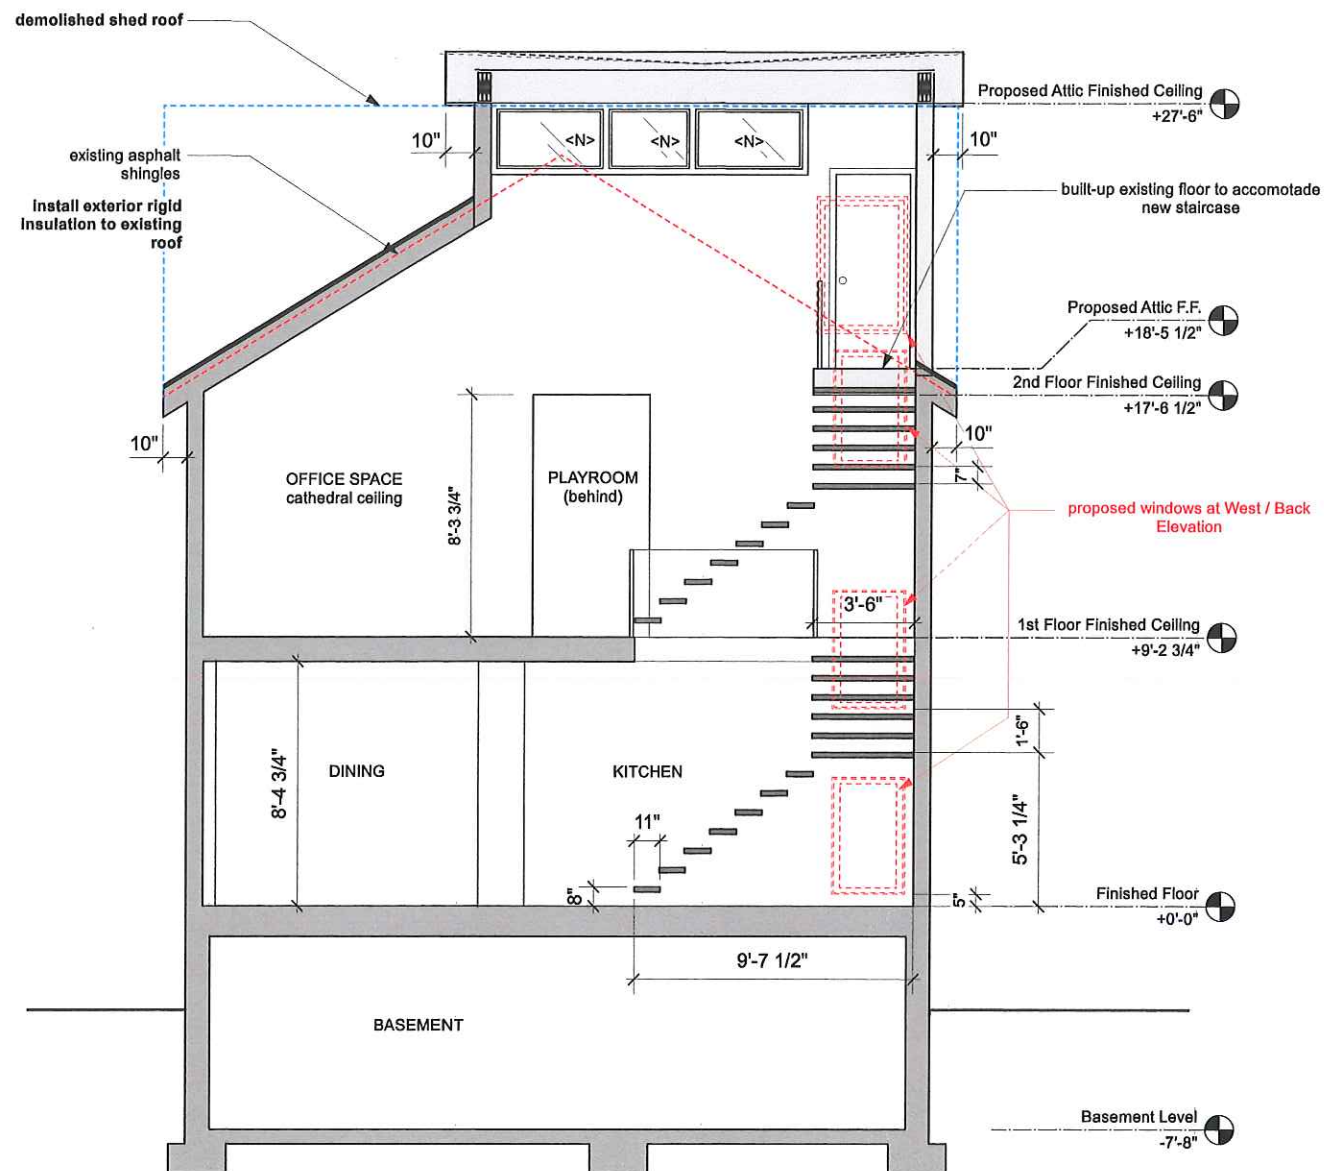 demolished shed roof
Proposed Attic Finished Ceiling
+27'-6"
<N>
<N>
<N>
10"
10"
existing asphalt
shingles
install exterior rigid
insulation to existing
roof
built-up existing floor to accomotade
new staircase
Proposed Attic F.F.
+18'-5 1/2"
2nd Floor Finished Ceiling
+17'-6 1/2"
10"
10"
7"
OFFICE SPACE
cathedral ceiling
8'-3 3/4"
PLAYROOM
(behind)
proposed windows at West / Back
Elevation
3'-6"
1st Floor Finished Ceiling
+9'-2 3/4"
1'-6"
8'-4 3/4"
DINING
KITCHEN
11"
5'-3 1/4"
8"
5"
Finished Floor
+0'-0"
9'-7 1/2"
BASEMENT
Basement Level
-7'-8"